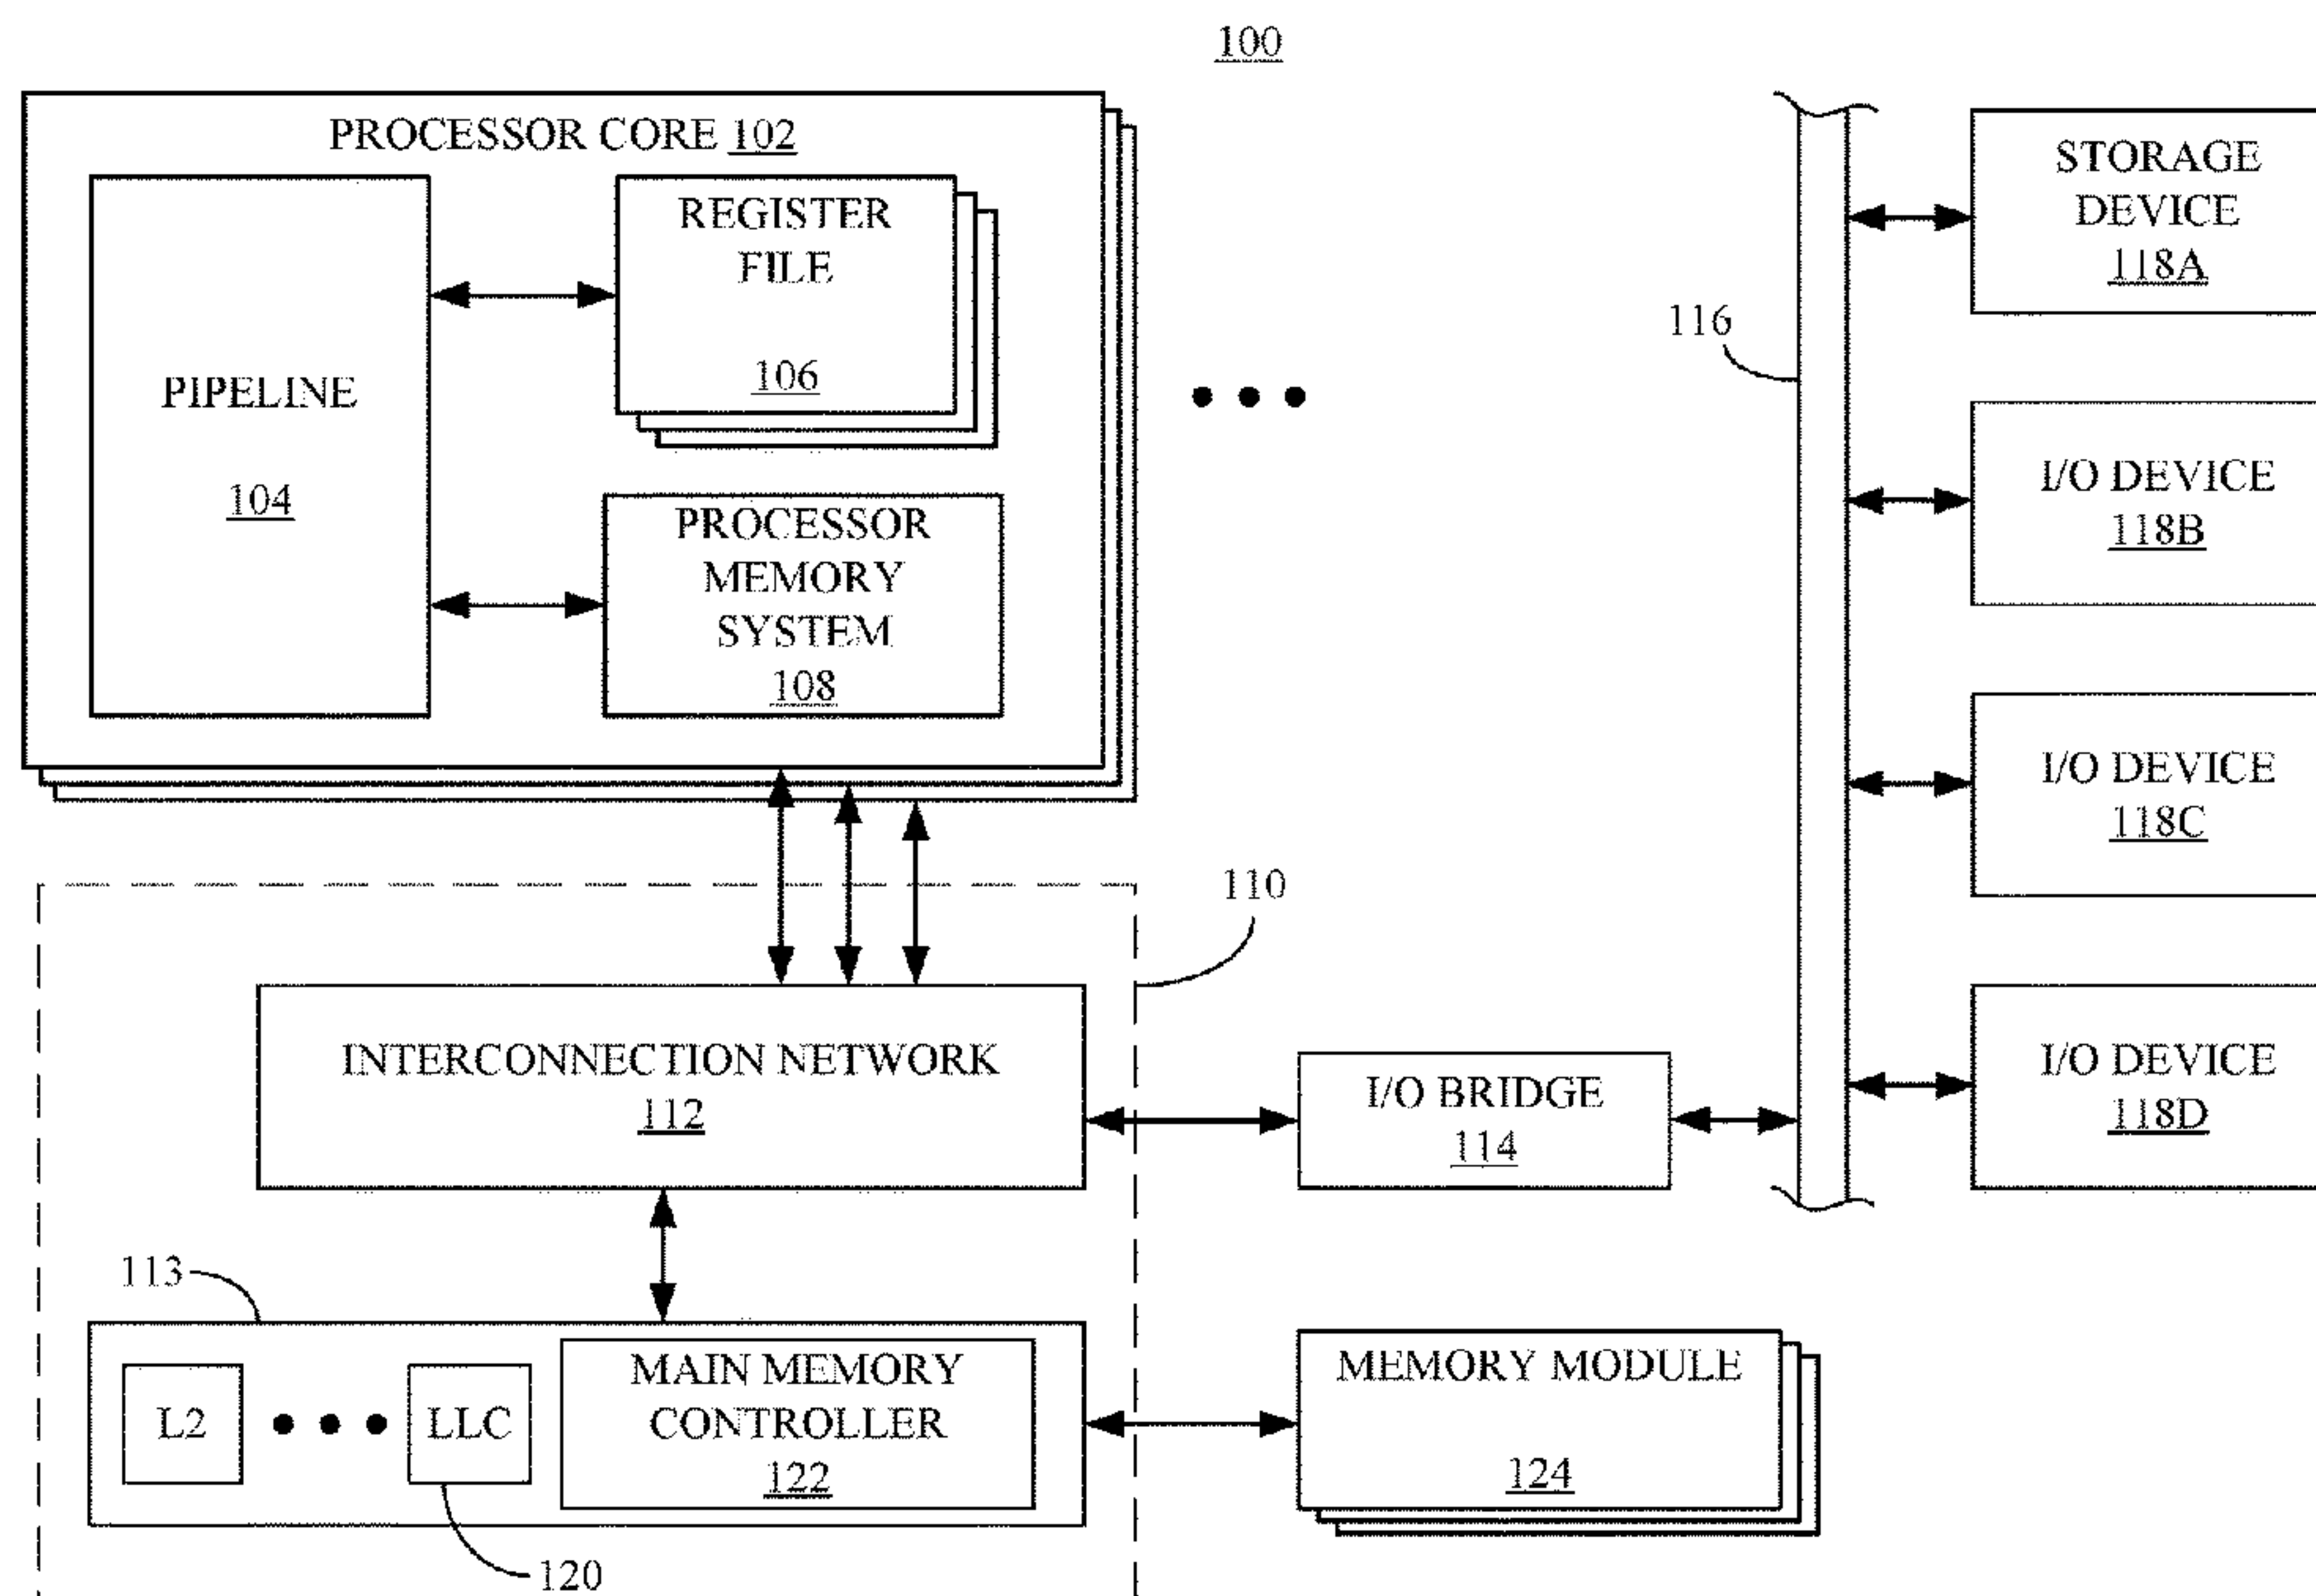 100
PROCESSOR CORE 102
PIPELINE
104
REGISTER
FILE
106
PROCESSOR
MEMORY
SYSTEM
108
116
STORAGE
DEVICE
118A
I/O DEVICE
118B
I/O DEVICE
118C
I/O DEVICE
118D
110
INTERCONNECTION NETWORK
112
I/O BRIDGE
114
113
L2
LLC
MAIN MEMORY
CONTROLLER
122
120
MEMORY MODULE
124